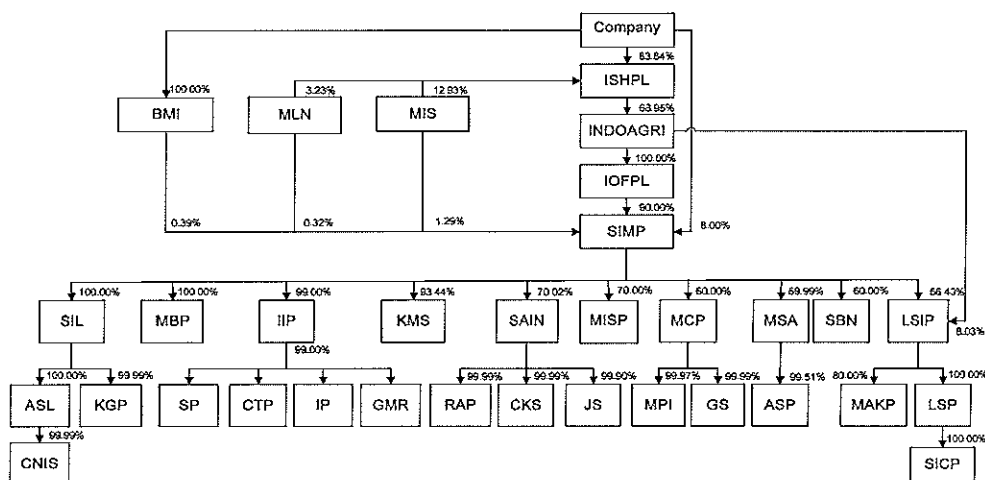 Company
83.84%
100.00%
3.23%
12.93%
ISHPL
BMI
MLN
MIS
63.95%
INDOAGRI
100.00%
IOFPL
90.00%
0.39%
0.32%
1.29%
SIMP
8.00%
100.00%
100.00%
99.00%
93.44%
70.02%
70.00%
60.00%
69.99%
60.00%
56.43%
SIL
MBP
IIP
KMS
SAIN
MISP
MCP
MSA
SBN
LSIP
8.03%
99.00%
100.00%
99.99%
99.99%
99.99%
99.90%
99.97%
99.99%
99.51%
80.00%
100.00%
ASL
KGP
SP
CTP
IP
GMR
RAP
CKS
JS
MPI
GS
ASP
MAKP
LSP
99.99%
100.00%
CNIS
SICP